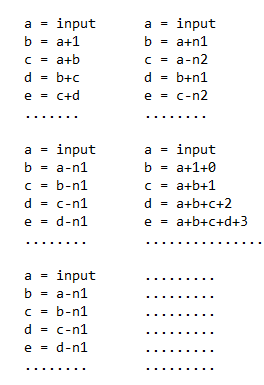 a = input
b = a+1
c = a+b
d = b+c
e = c+d
.......
a = input
b = a+n1
c = a-n2
d = b+n1
e = c-n2
........
a = input
b = a-n1
c = b-n1
d = c-n1
e = d-n1
........
a = input
b = a+1+0
c = a+b+1
d = a+b+c+2
e = a+b+c+d+3
...............
a = input
b = a-n1
c = b-n1
d = c-n1
e = d-n1
........
.........
.........
.........
.........
.........
.........